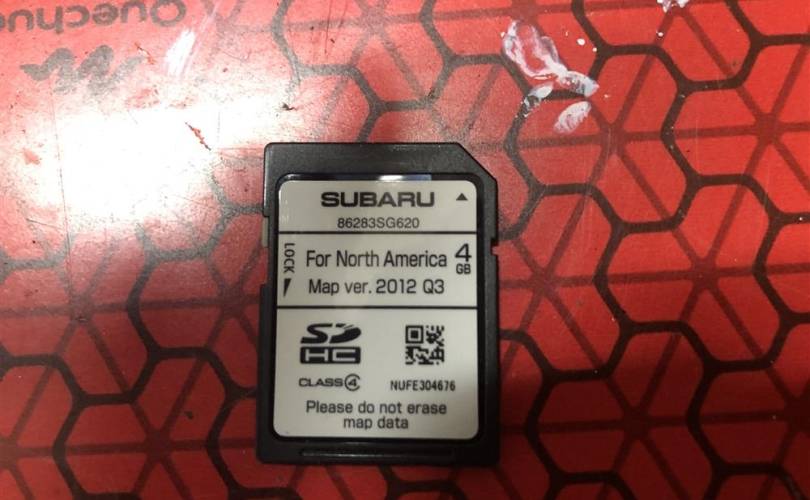 Quechua
SUBARU
86283SG620
LOCK
For North America
4
GB
Map ver. 2012 Q3
SD
HC
CLASS 4
NUFE304676
Please do not erase
map data